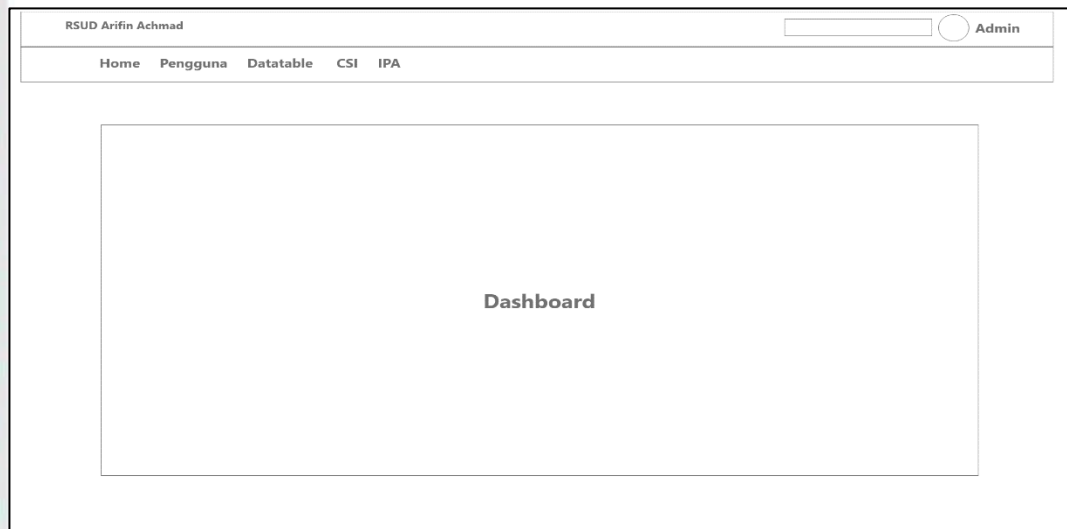 RSUD Arifin Achmad Admin
Home Pengguna Datatable CSI IPA
Dashboard